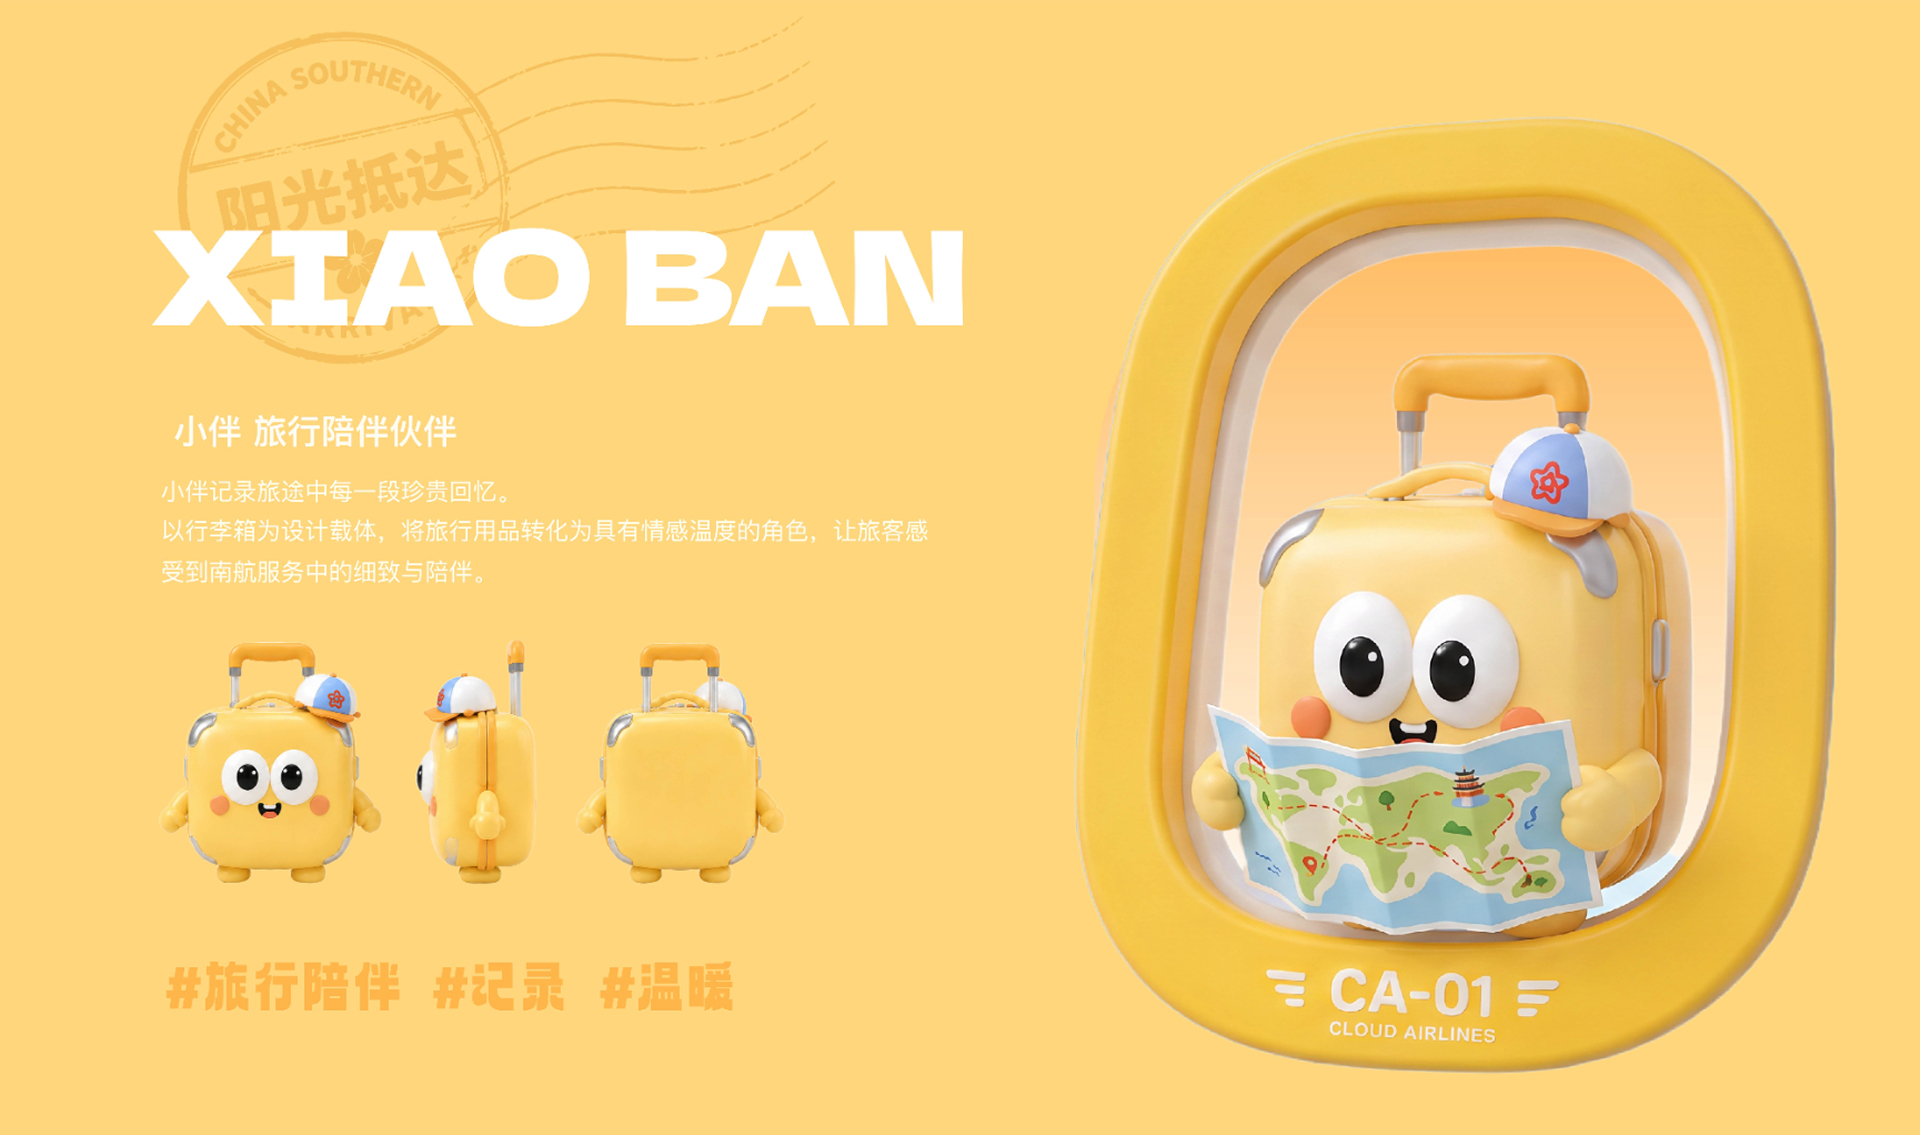 CHINA SOUTHERN
阳光抵达
XIAO BAN
小伴 旅行陪伴伙伴
小伴记录旅途中每一段珍贵回忆。
以行李箱为设计载体，将旅行用品转化为具有情感温度的角色，让旅客感
受到南航服务中的细致与陪伴。
#旅行陪伴 #记录 #温暖
CA-01
CLOUD AIRLINES